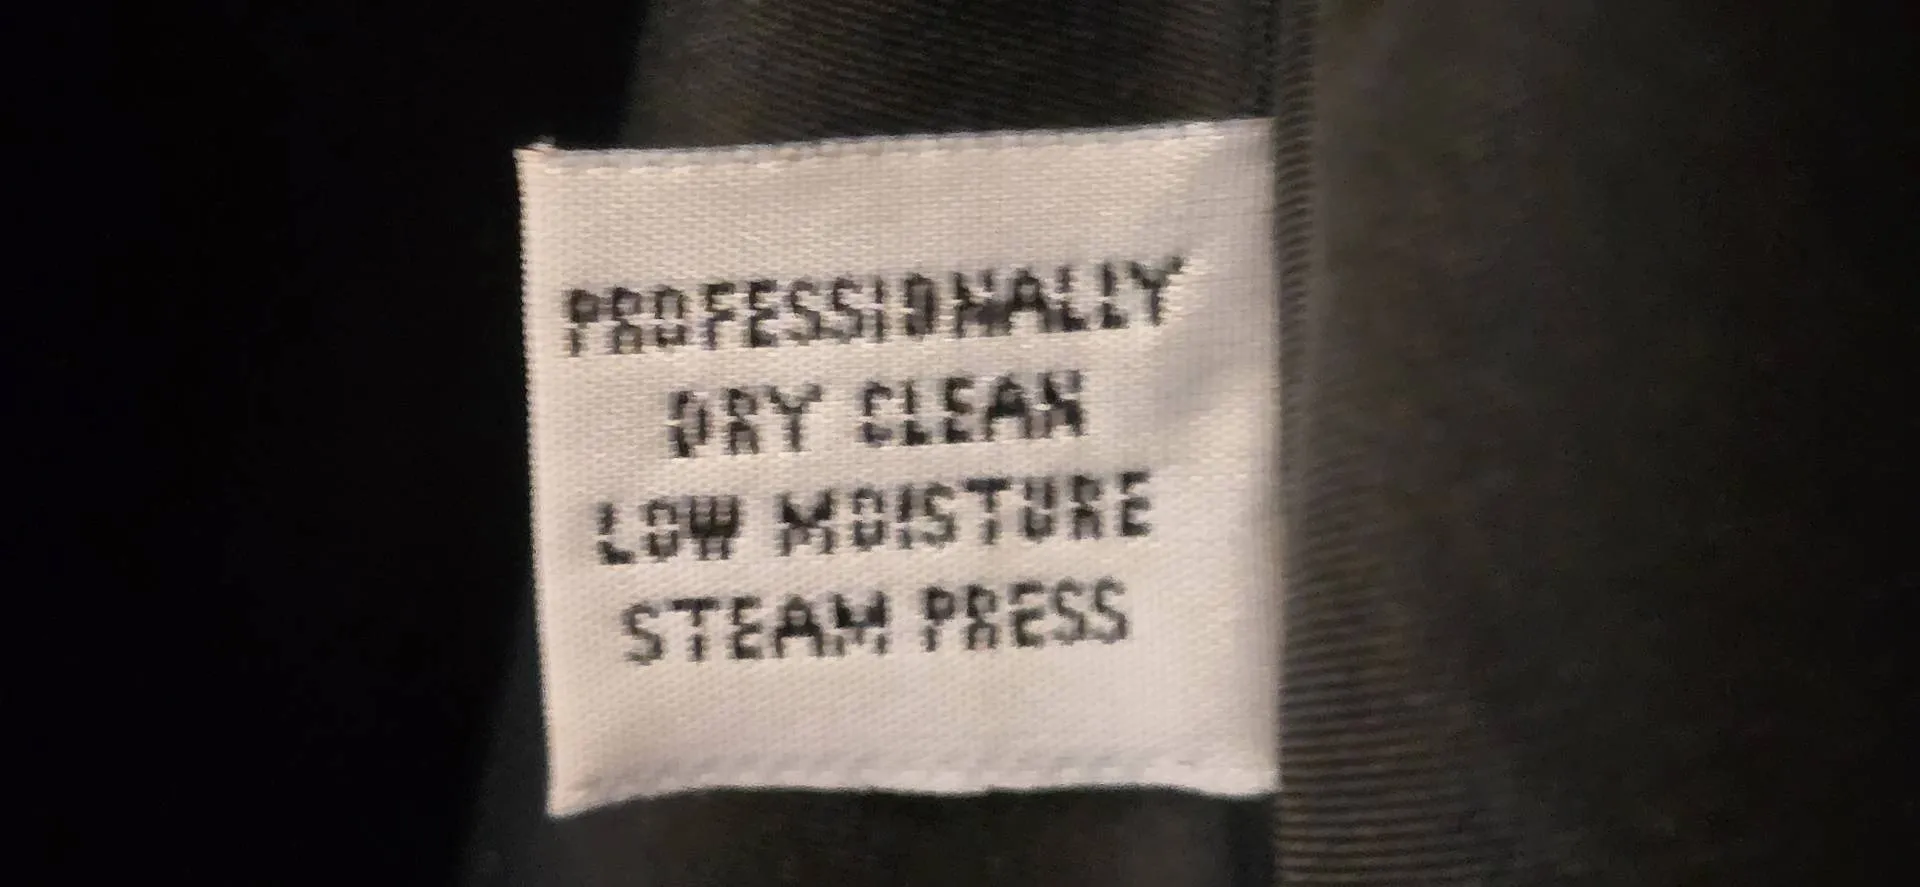 PROFESSIONALLY
DRY CLEAN
LOW MOISTURE
STEAM PRESS